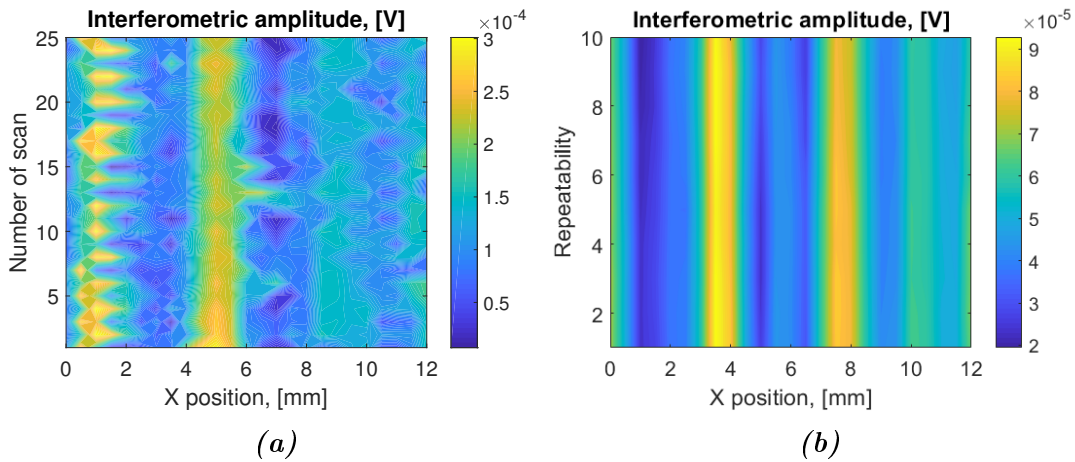 Interferometric amplitude, [V]
×10-4
25
20
15
10
5
Number of scan
0 2 4 6 8 10 12
X position, [mm]
3
2.5
2
1.5
1
0.5
(a)
Interferometric amplitude, [V]
×10-5
10
8
6
4
2
Repeatability
0 2 4 6 8 10 12
X position, [mm]
9
8
7
6
5
4
3
2
(b)